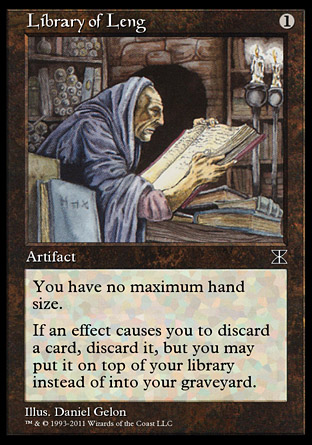 Library of Leng 1
Artifact
You have no maximum hand
size.
If an effect causes you to discard
a card, discard it, but you may
put it on top of your library
instead of into your graveyard.
Illus. Daniel Gelon
™ & © 1993-2011 Wizards of the Coast LLC